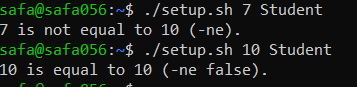 safa@safa056:~$ ./setup.sh 7 Student
7 is not equal to 10 (-ne).
safa@safa056:~$ ./setup.sh 10 Student
10 is equal to 10 (-ne false).